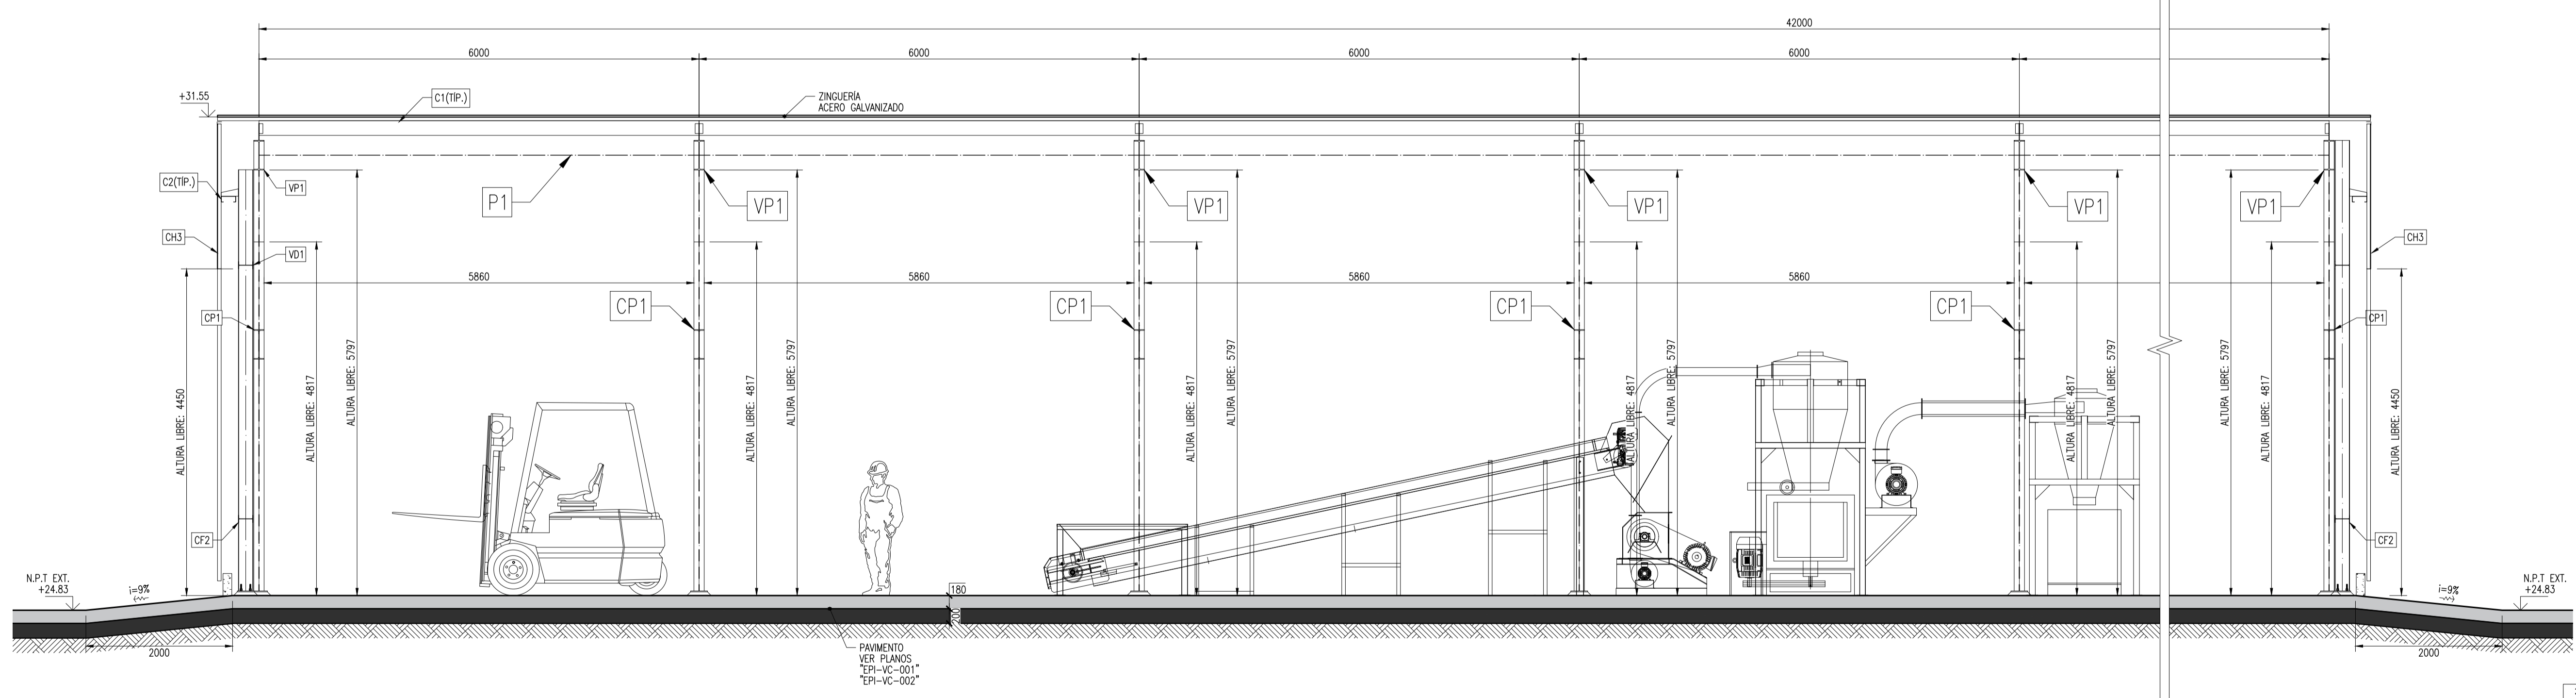 42000
6000
6000
6000
6000
+31.55
C1(TÍP.)
ZINGUERÍA
ACERO GALVANIZADO
C2(TÍP.)
VP1
P1
VP1
VP1
VP1
VP1
VP1
CH3
CH3
VD1
5860
5860
5860
5860
CP1
CP1
CP1
CP1
CP1
CP1
ALTURA LIBRE: 4450
ALTURA LIBRE: 4817
ALTURA LIBRE: 5797
ALTURA LIBRE: 4817
ALTURA LIBRE: 5797
ALTURA LIBRE: 4817
ALTURA LIBRE: 5797
ALTURA LIBRE: 4817
ALTURA LIBRE: 5797
ALTURA LIBRE: 4817
ALTURA LIBRE: 5797
ALTURA LIBRE: 5797
ALTURA LIBRE: 4817
ALTURA LIBRE: 4450
CF2
CF2
N.P.T EXT.
+24.83
i=9%
180
200
i=9%
N.P.T EXT.
+24.83
2000
PAVIMENTO
VER PLANOS
"EPI-VC-001"
"EPI-VC-002"
2000